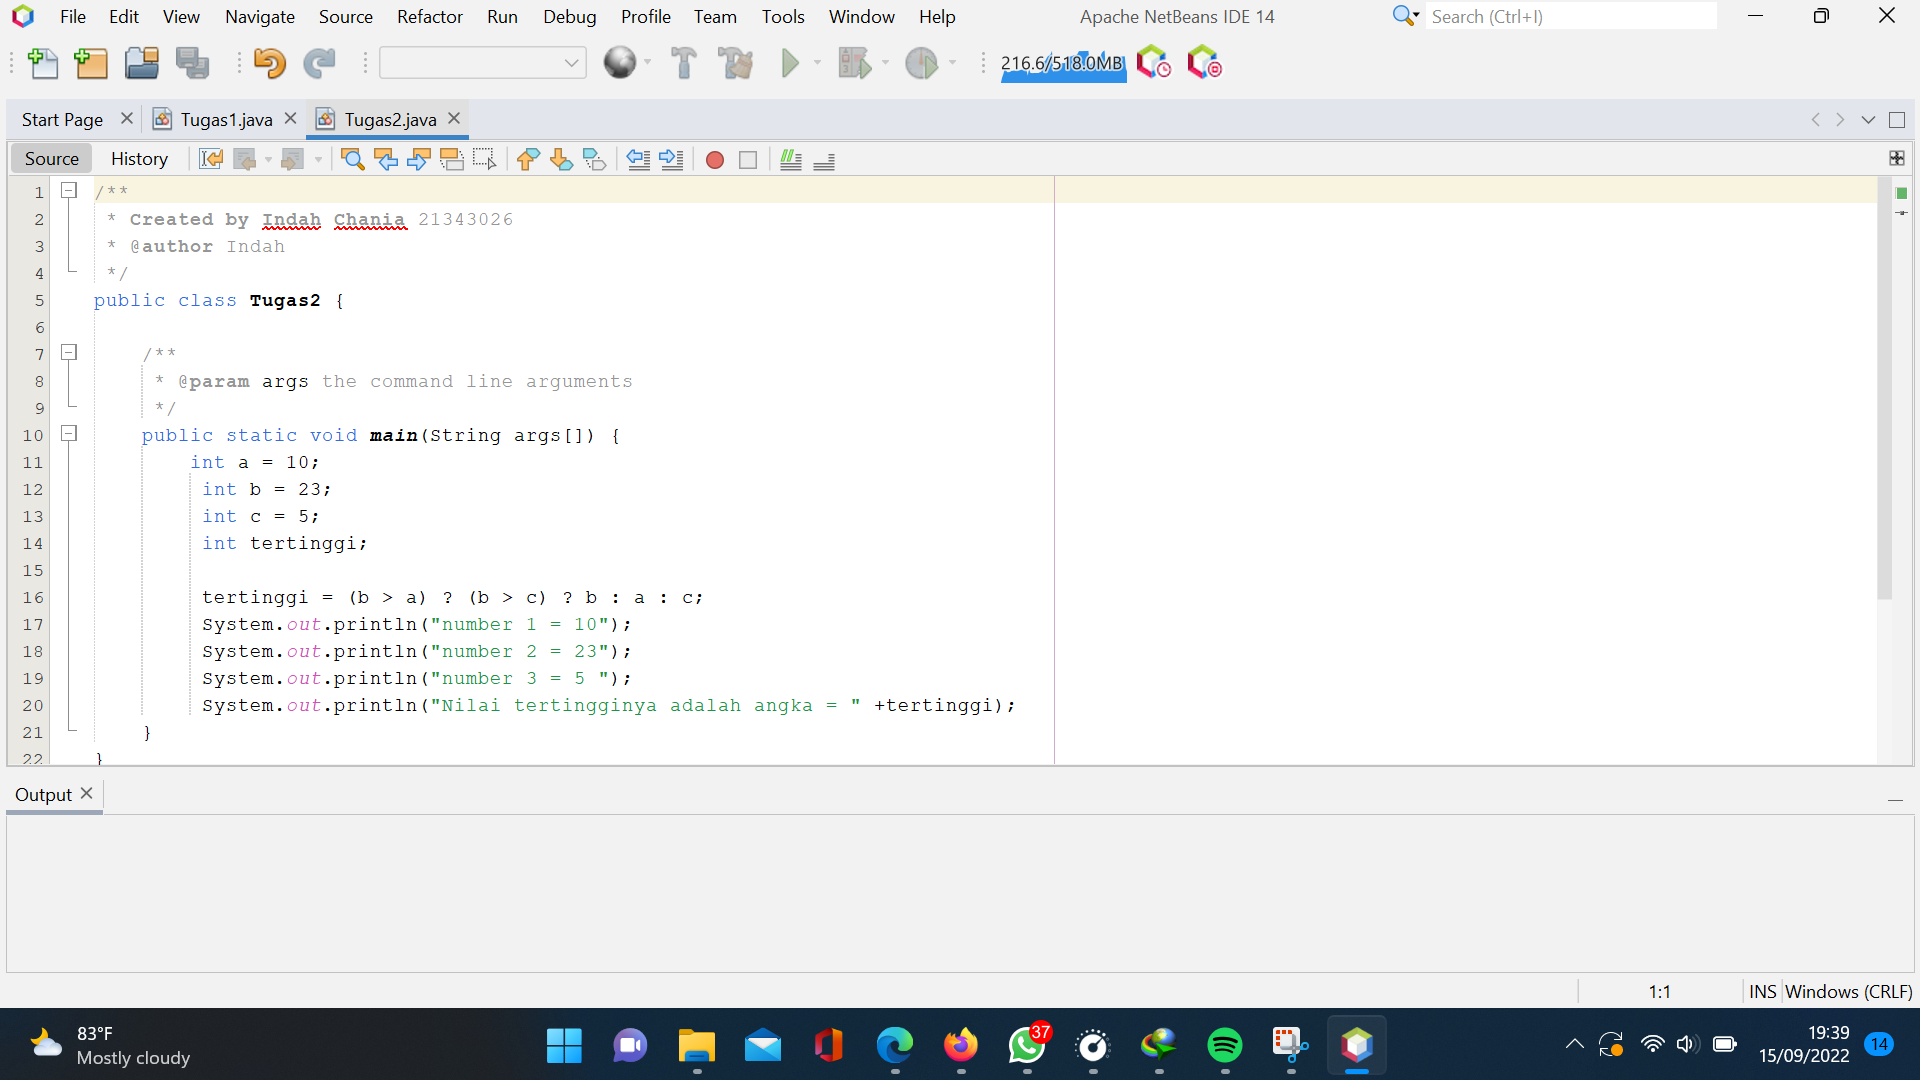 File Edit View Navigate Source Refactor Run Debug Profile Team Tools Window Help Apache NetBeans IDE 14 Search (Ctrl+I)
216.6/518.0MB
Start Page Tugas1.java Tugas2.java
Source History
1 /**
2 * Created by Indah Chania 21343026
3 * @author Indah
4 */
5 public class Tugas2 {
6
7 /**
8 * @param args the command line arguments
9 */
10 public static void main(String args[]) {
11 int a = 10;
12 int b = 23;
13 int c = 5;
14 int tertinggi;
15
16 tertinggi = (b > a) ? (b > c) ? b : a : c;
17 System.out.println("number 1 = 10");
18 System.out.println("number 2 = 23");
19 System.out.println("number 3 = 5 ");
20 System.out.println("Nilai tertingginya adalah angka = " +tertinggi);
21 }
22 }
Output
1:1 INS Windows (CRLF)
83°F
Mostly cloudy
37
19:39
15/09/2022
14